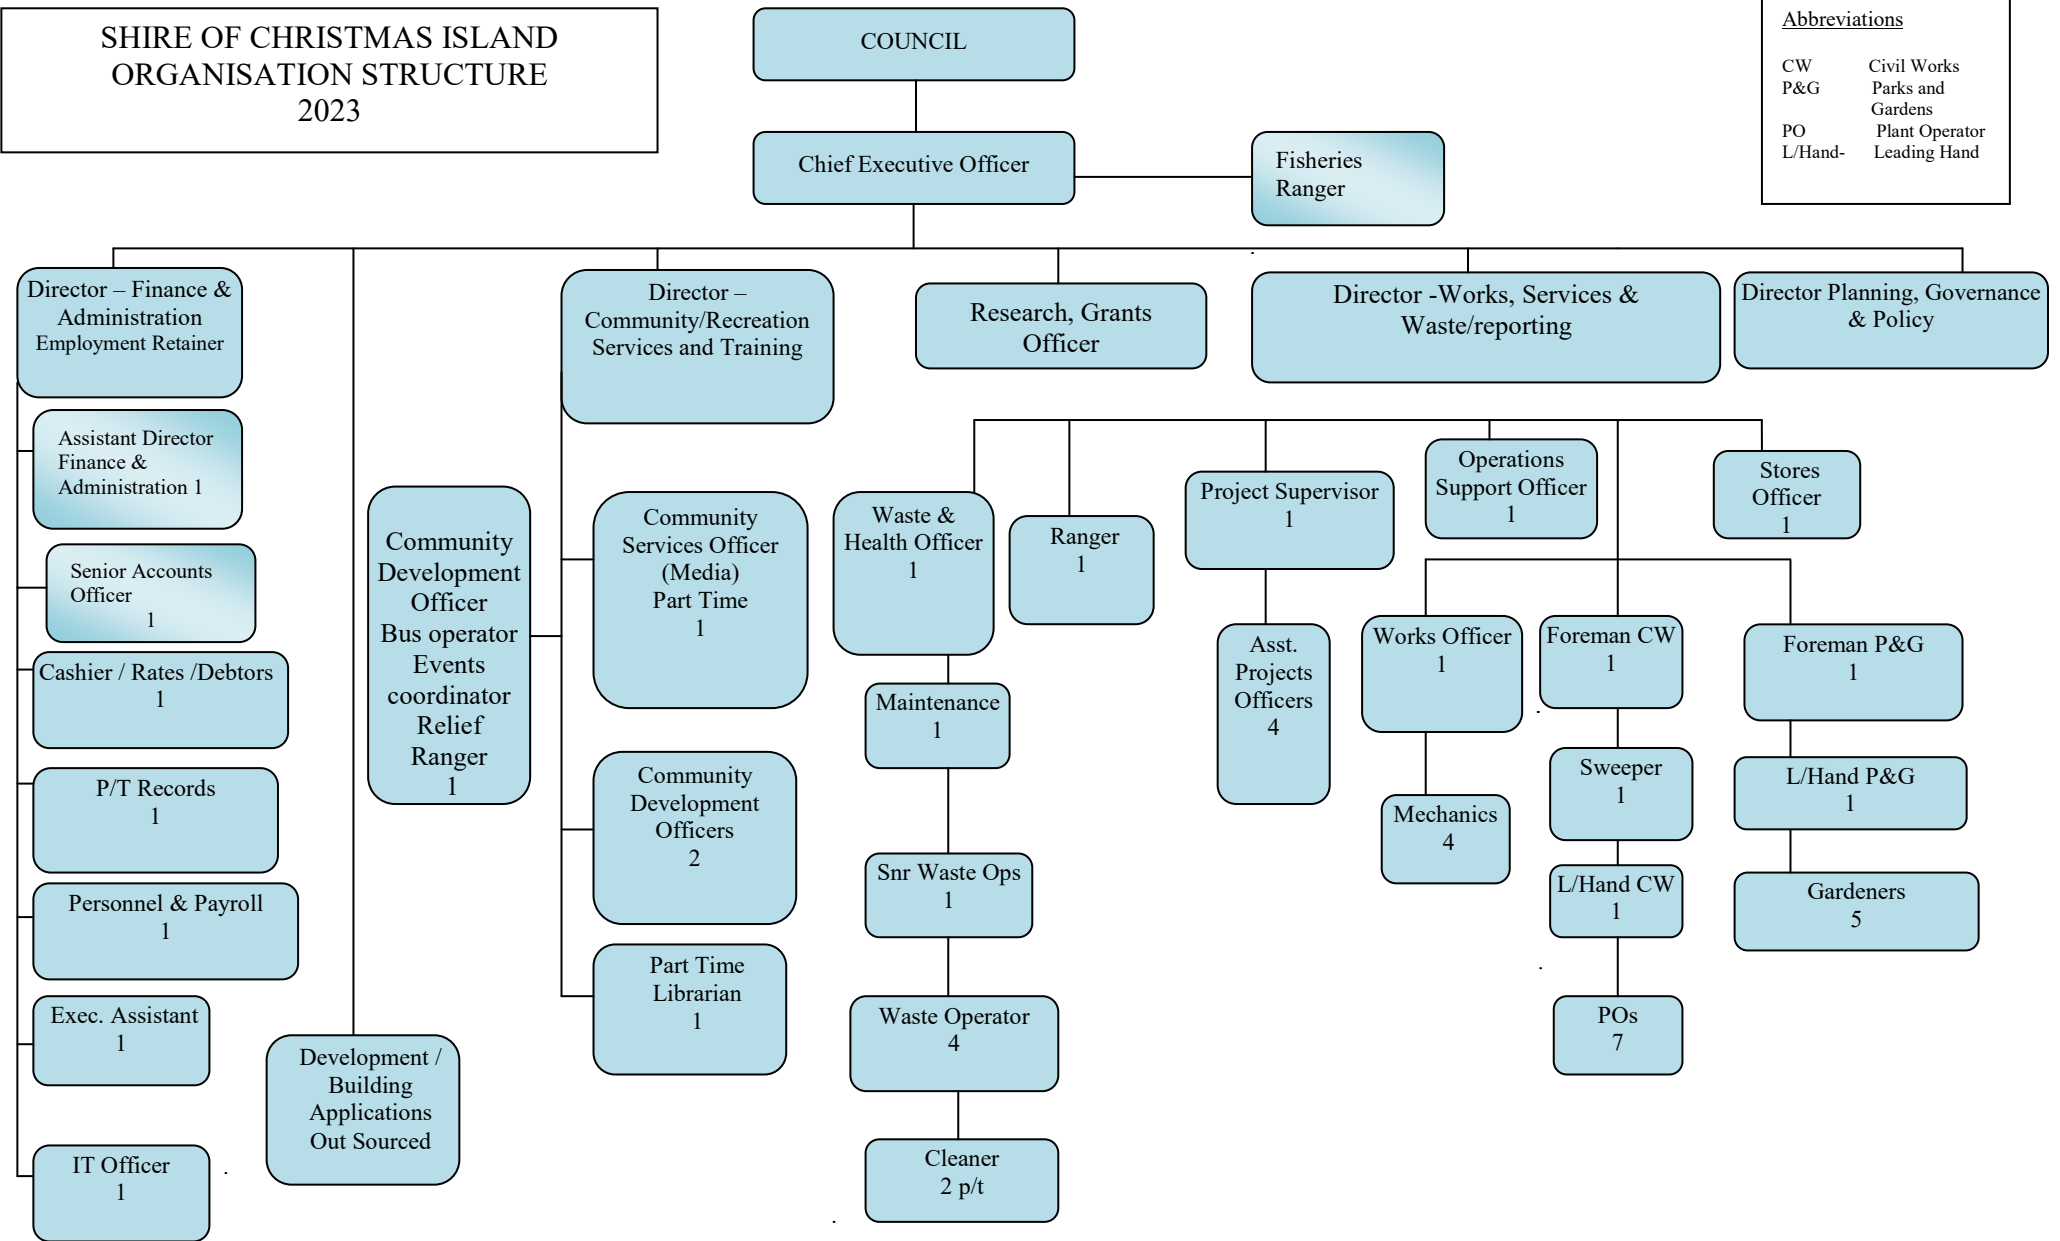 SHIRE OF CHRISTMAS ISLAND
ORGANISATION STRUCTURE
2023
COUNCIL
Abbreviations
CW Civil Works
P&G Parks and
Gardens
PO Plant Operator
L/Hand- Leading Hand
Chief Executive Officer
Fisheries
Ranger
Director – Finance &
Administration
Employment Retainer
Director –
Community/Recreation
Services and Training
Research, Grants
Officer
Director -Works, Services &
Waste/reporting
Director Planning, Governance
& Policy
Assistant Director
Finance &
Administration 1
Senior Accounts
Officer
1
Cashier / Rates /Debtors
1
P/T Records
1
Personnel & Payroll
1
Exec. Assistant
1
IT Officer
1
Development /
Building
Applications
Out Sourced
Community
Development
Officer
Bus operator
Events
coordinator
Relief
Ranger
1
Community
Services Officer
(Media)
Part Time
1
Community
Development
Officers
2
Part Time
Librarian
1
Waste &
Health Officer
1
Maintenance
1
Snr Waste Ops
1
Waste Operator
4
Cleaner
2 p/t
Ranger
1
Project Supervisor
1
Asst.
Projects
Officers
4
Operations
Support Officer
1
Stores
Officer
1
Works Officer
1
Mechanics
4
Foreman CW
1
Sweeper
1
L/Hand CW
1
POs
7
Foreman P&G
1
L/Hand P&G
1
Gardeners
5